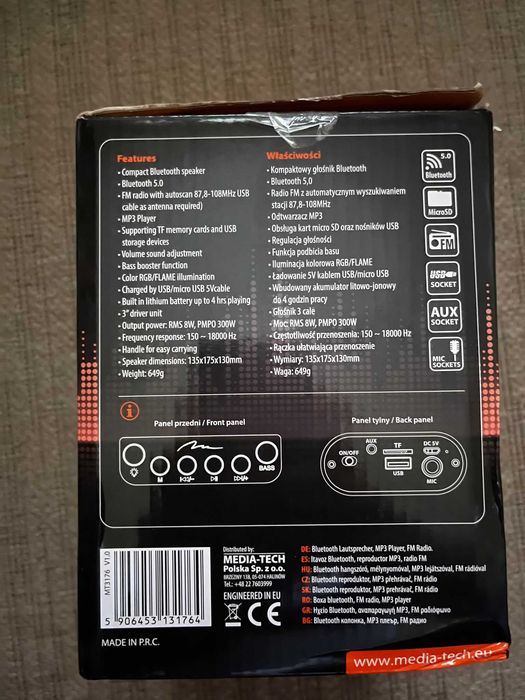 Features
• Compact Bluetooth speaker
• Bluetooth 5.0
• FM radio with autoscan 87,8-108MHz USB
cable as antenna required)
• MP3 Player
• Supporting TF memory cards and USB
storage devices
• Volume sound adjustment
• Bass booster function
• Color RGB/FLAME illumination
• Charged by USB/micro USB 5Vcable
• Built in lithium battery up to 4 hrs playing
• 3" driver unit
• Output power: RMS 8W, PMPO 300W
• Frequency response: 150 ~ 18000 Hz
• Handle for easy carrying
• Speaker dimensions: 135x175x130mm
• Weight: 649g
Właściwości
• Kompaktowy głośnik Bluetooth
• Bluetooth 5,0
• Radio FM z automatycznym wyszukiwaniem
stacji 87,8-108MHz
• Odtwarzacz MP3
• Obsługa kart micro SD oraz nośników USB
• Regulacja głośności
• Funkcja podbicia basu
• Iluminacja kolorowa RGB/FLAME
• Ładowanie 5V kablem USB/micro USB
• Wbudowany akumulator litowo-jonowy
do 4 godzin pracy
• Głośnik 3 cale
• Moc: RMS 8W, PMPO 300W
• Częstotliwość przenoszenia: 150 ~ 18000 Hz
• Rączka ułatwiająca przenoszenie
• Wymiary: 135x175x130mm
• Waga: 649g
5.0
Bluetooth
MicroSD
FM
USB
SOCKET
AUX
SOCKET
MIC
SOCKETS
i
Panel przedni / Front panel
M
BASS
Panel tylny / Back panel
ON/OFF
AUX
TF
USB
DC 5V
MIC
MT3176 V1.0
5 906453 131764
MADE IN P.R.C.
Distributed by:
MEDIA-TECH
Polska Sp. z o.o.
BRZEZINY 13B, 05-074 HALINÓW
Tel.: +48 22 7603999
ENGINEERED IN EU
CE
DE: Bluetooth Lautsprecher, MP3 Player, FM Radio.
ES: Itavoz Bluetooth, reproductor MP3, radio FM
HU: Bluetooth hangszóró, mélynyomóval, MP3 lejátszóval, FM rádióval
CZ: Bluetooth reproduktor, MP3 přehrávač, FM rádio
SK: Bluetooth reproduktor, MP3 přehrávač, FM rádio
RO: Boxa bluetooth, FM radio, MP3 player
GR: Ηχείο Bluetooth, αναπαραγωγή MP3, FM ραδιόφωνο
BG: Bluetooth колонка, MP3 плеър, FM радио
www.media-tech.eu